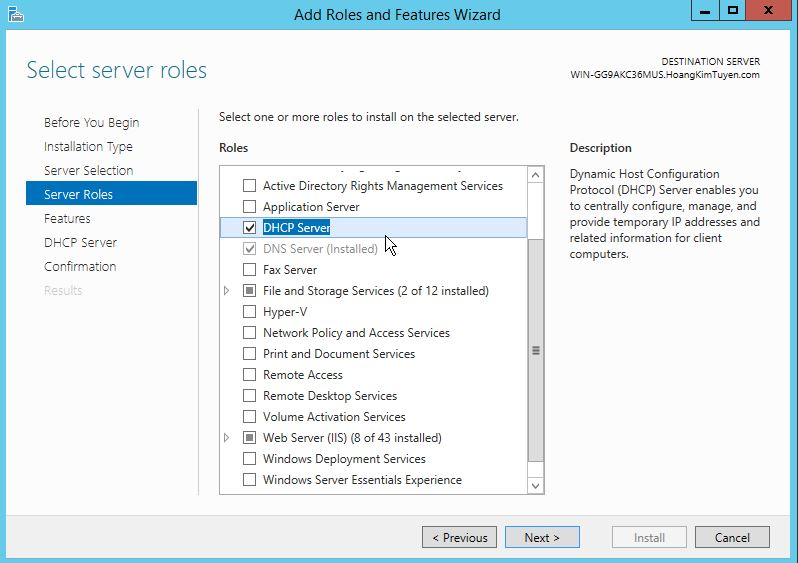 Add Roles and Features Wizard
Select server roles
DESTINATION SERVER
WIN-GG9AKC36MUS.HoangKimTuyen.com
Before You Begin
Installation Type
Server Selection
Server Roles
Features
DHCP Server
Confirmation
Results
Select one or more roles to install on the selected server.
Roles
Active Directory Rights Management Services
Application Server
DHCP Server
DNS Server (Installed)
Fax Server
File and Storage Services (2 of 12 installed)
Hyper-V
Network Policy and Access Services
Print and Document Services
Remote Access
Remote Desktop Services
Volume Activation Services
Web Server (IIS) (8 of 43 installed)
Windows Deployment Services
Windows Server Essentials Experience
Description
Dynamic Host Configuration
Protocol (DHCP) Server enables you
to centrally configure, manage, and
provide temporary IP addresses and
related information for client
computers.
< Previous
Next >
Install
Cancel